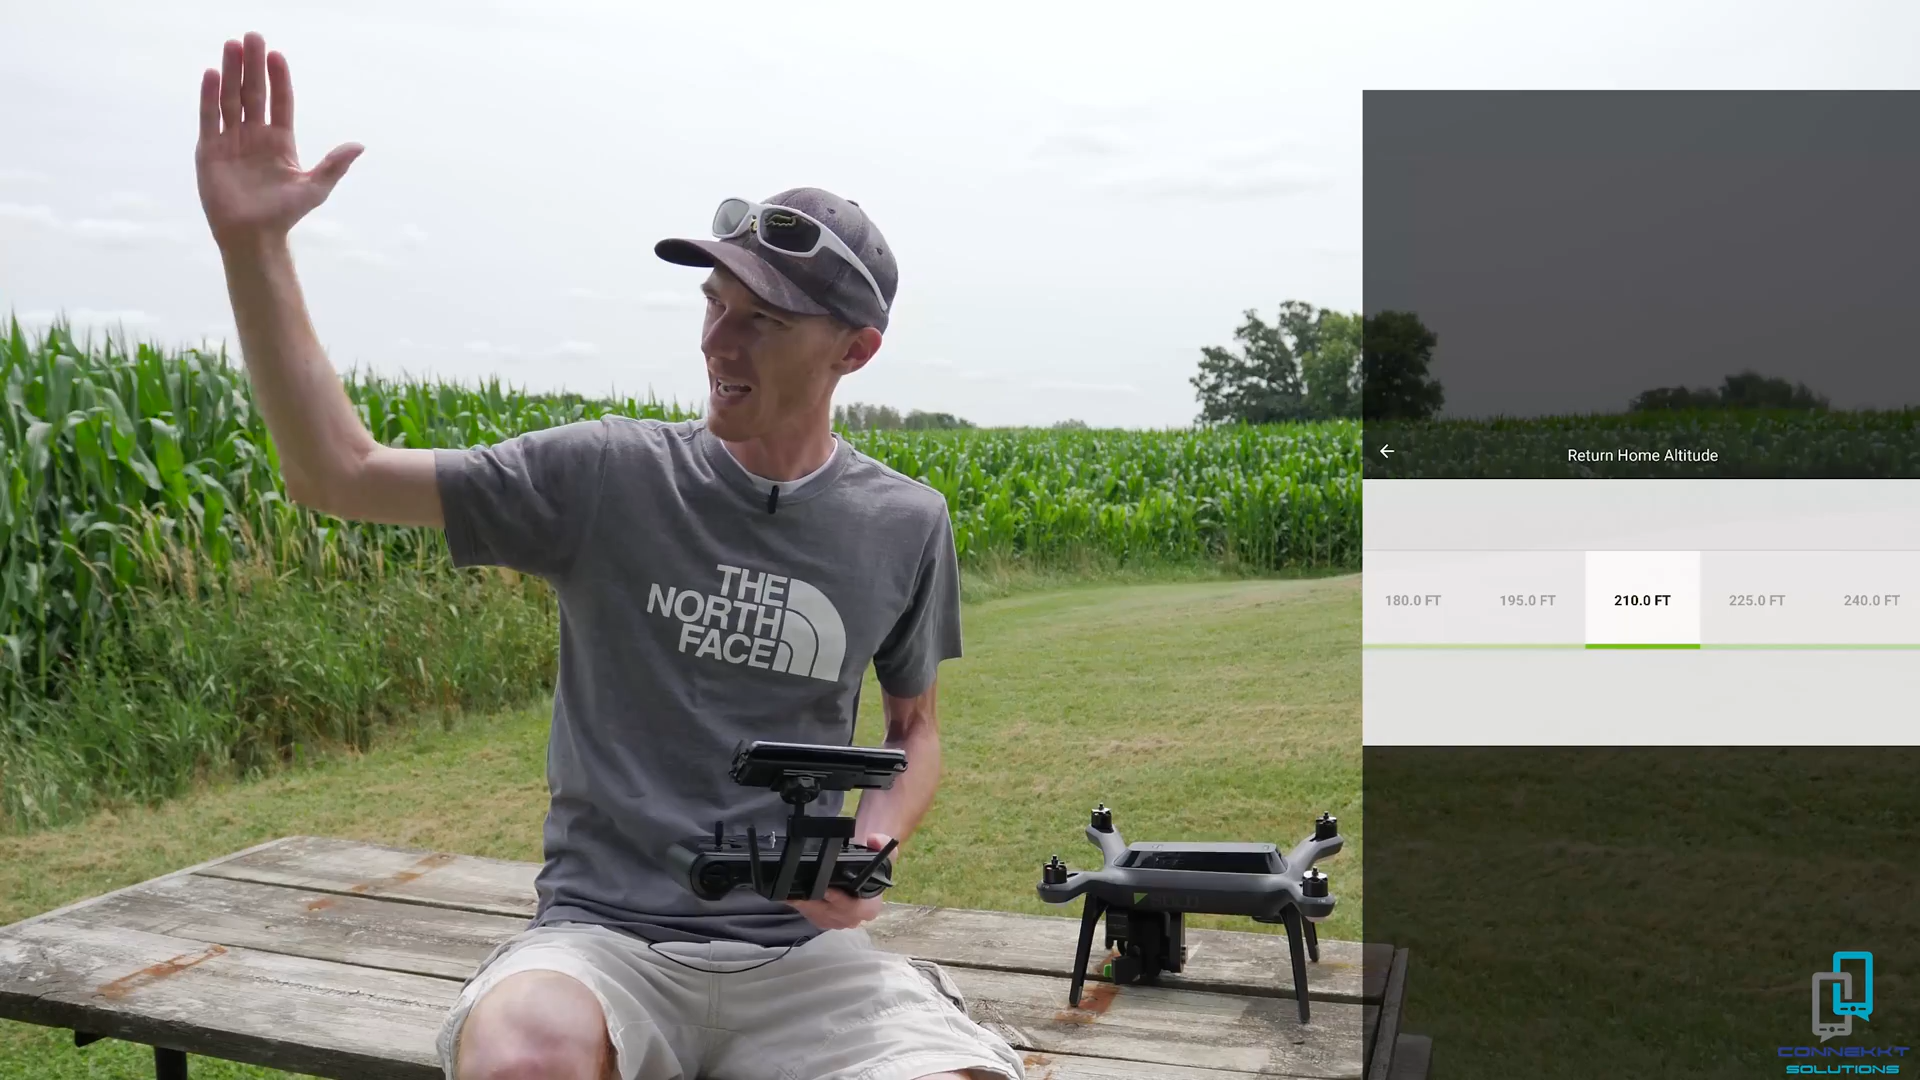 THE
NORTH
FACE
SOLO
Return Home Altitude
180.0 FT 195.0 FT 210.0 FT 225.0 FT 240.0 FT
CONNEKKT
SOLUTIONS